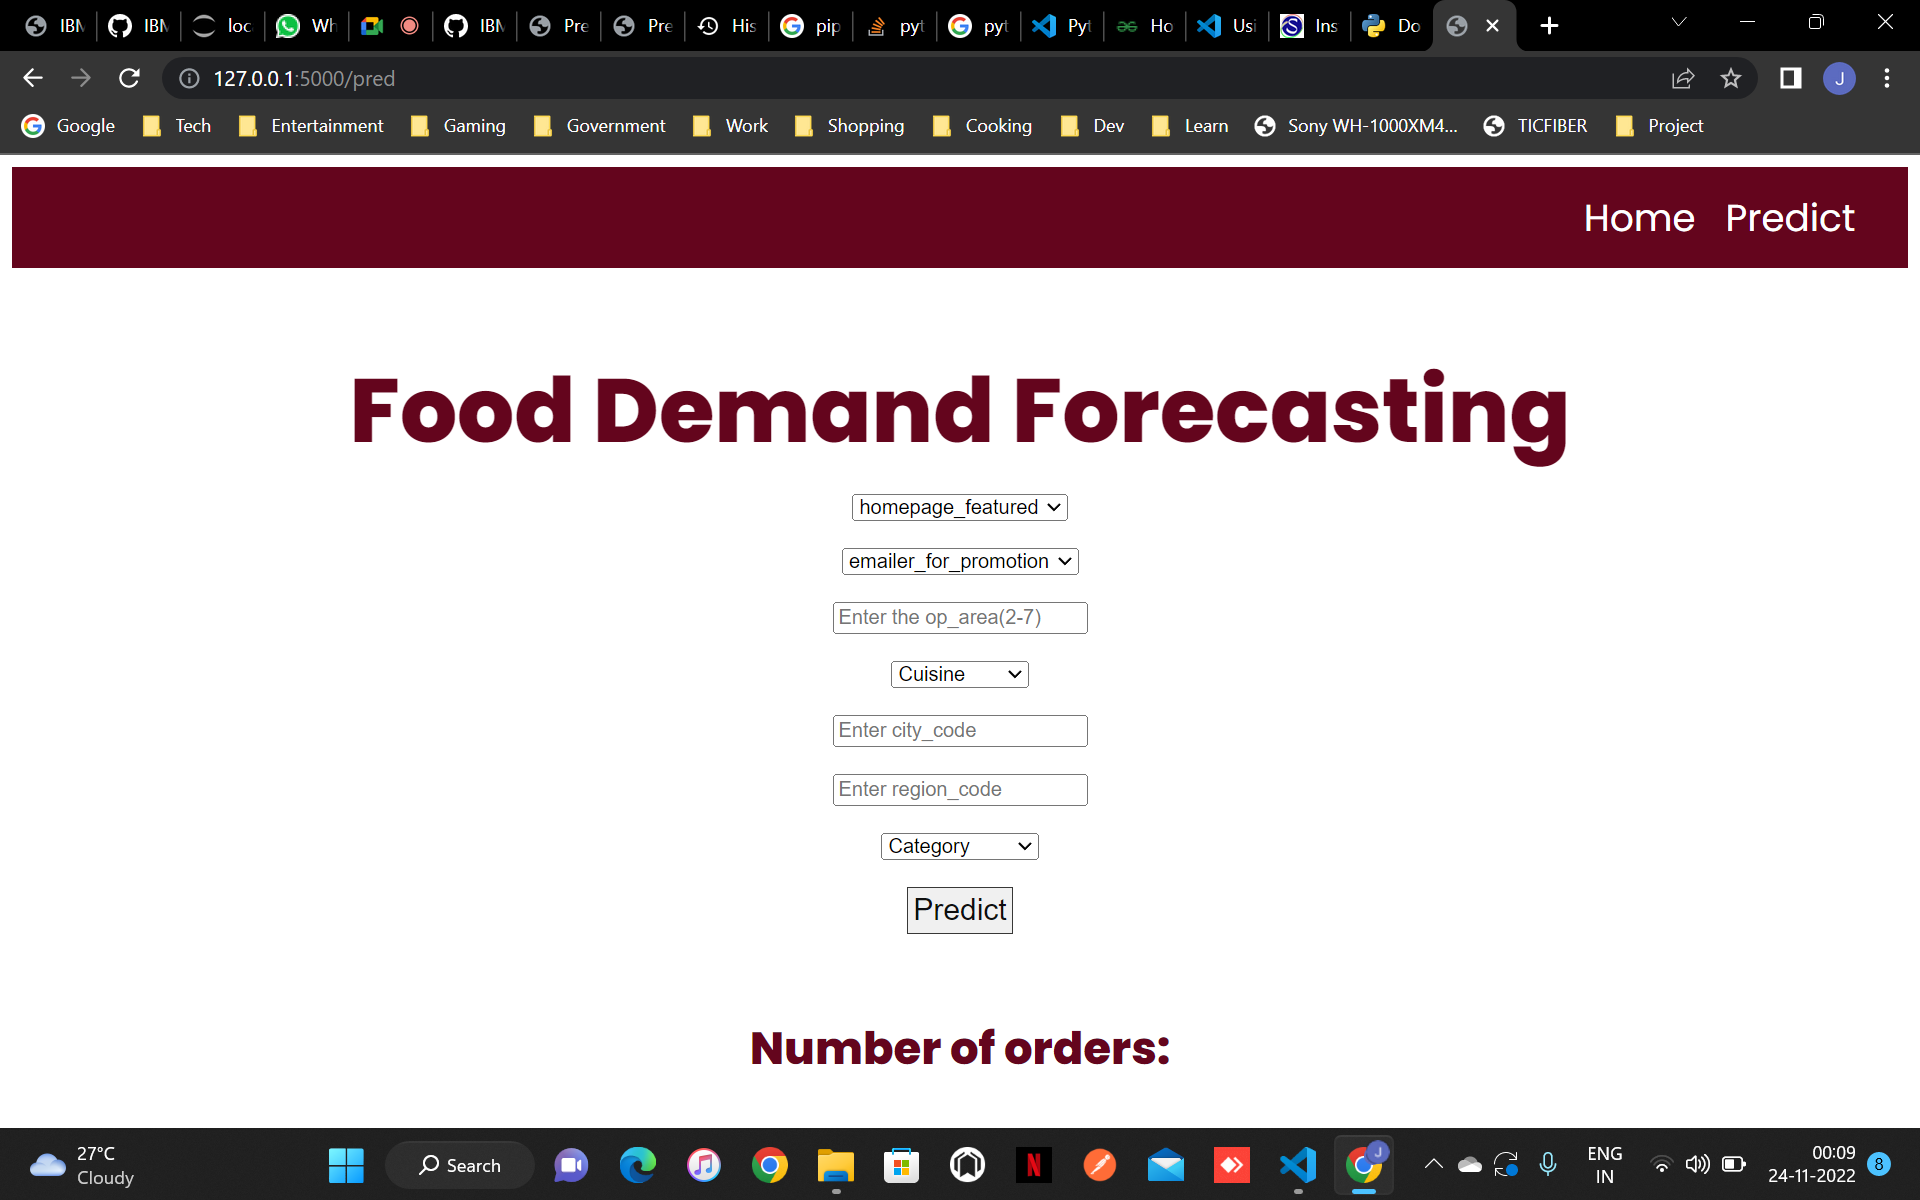 IBM IBM loc Wh IBM Pre Pre His pip pyt pyt Pyt Ho Usi Ins Do
127.0.0.1:5000/pred
J
Google Tech Entertainment Gaming Government Work Shopping Cooking Dev Learn Sony WH-1000XM4... TICFIBER Project
Home Predict
Food Demand Forecasting
homepage_featured
emailer_for_promotion
Enter the op_area(2-7)
Cuisine
Enter city_code
Enter region_code
Category
Predict
Number of orders:
27°C
Cloudy
Search
N
J
ENG
IN
00:09
24-11-2022
8